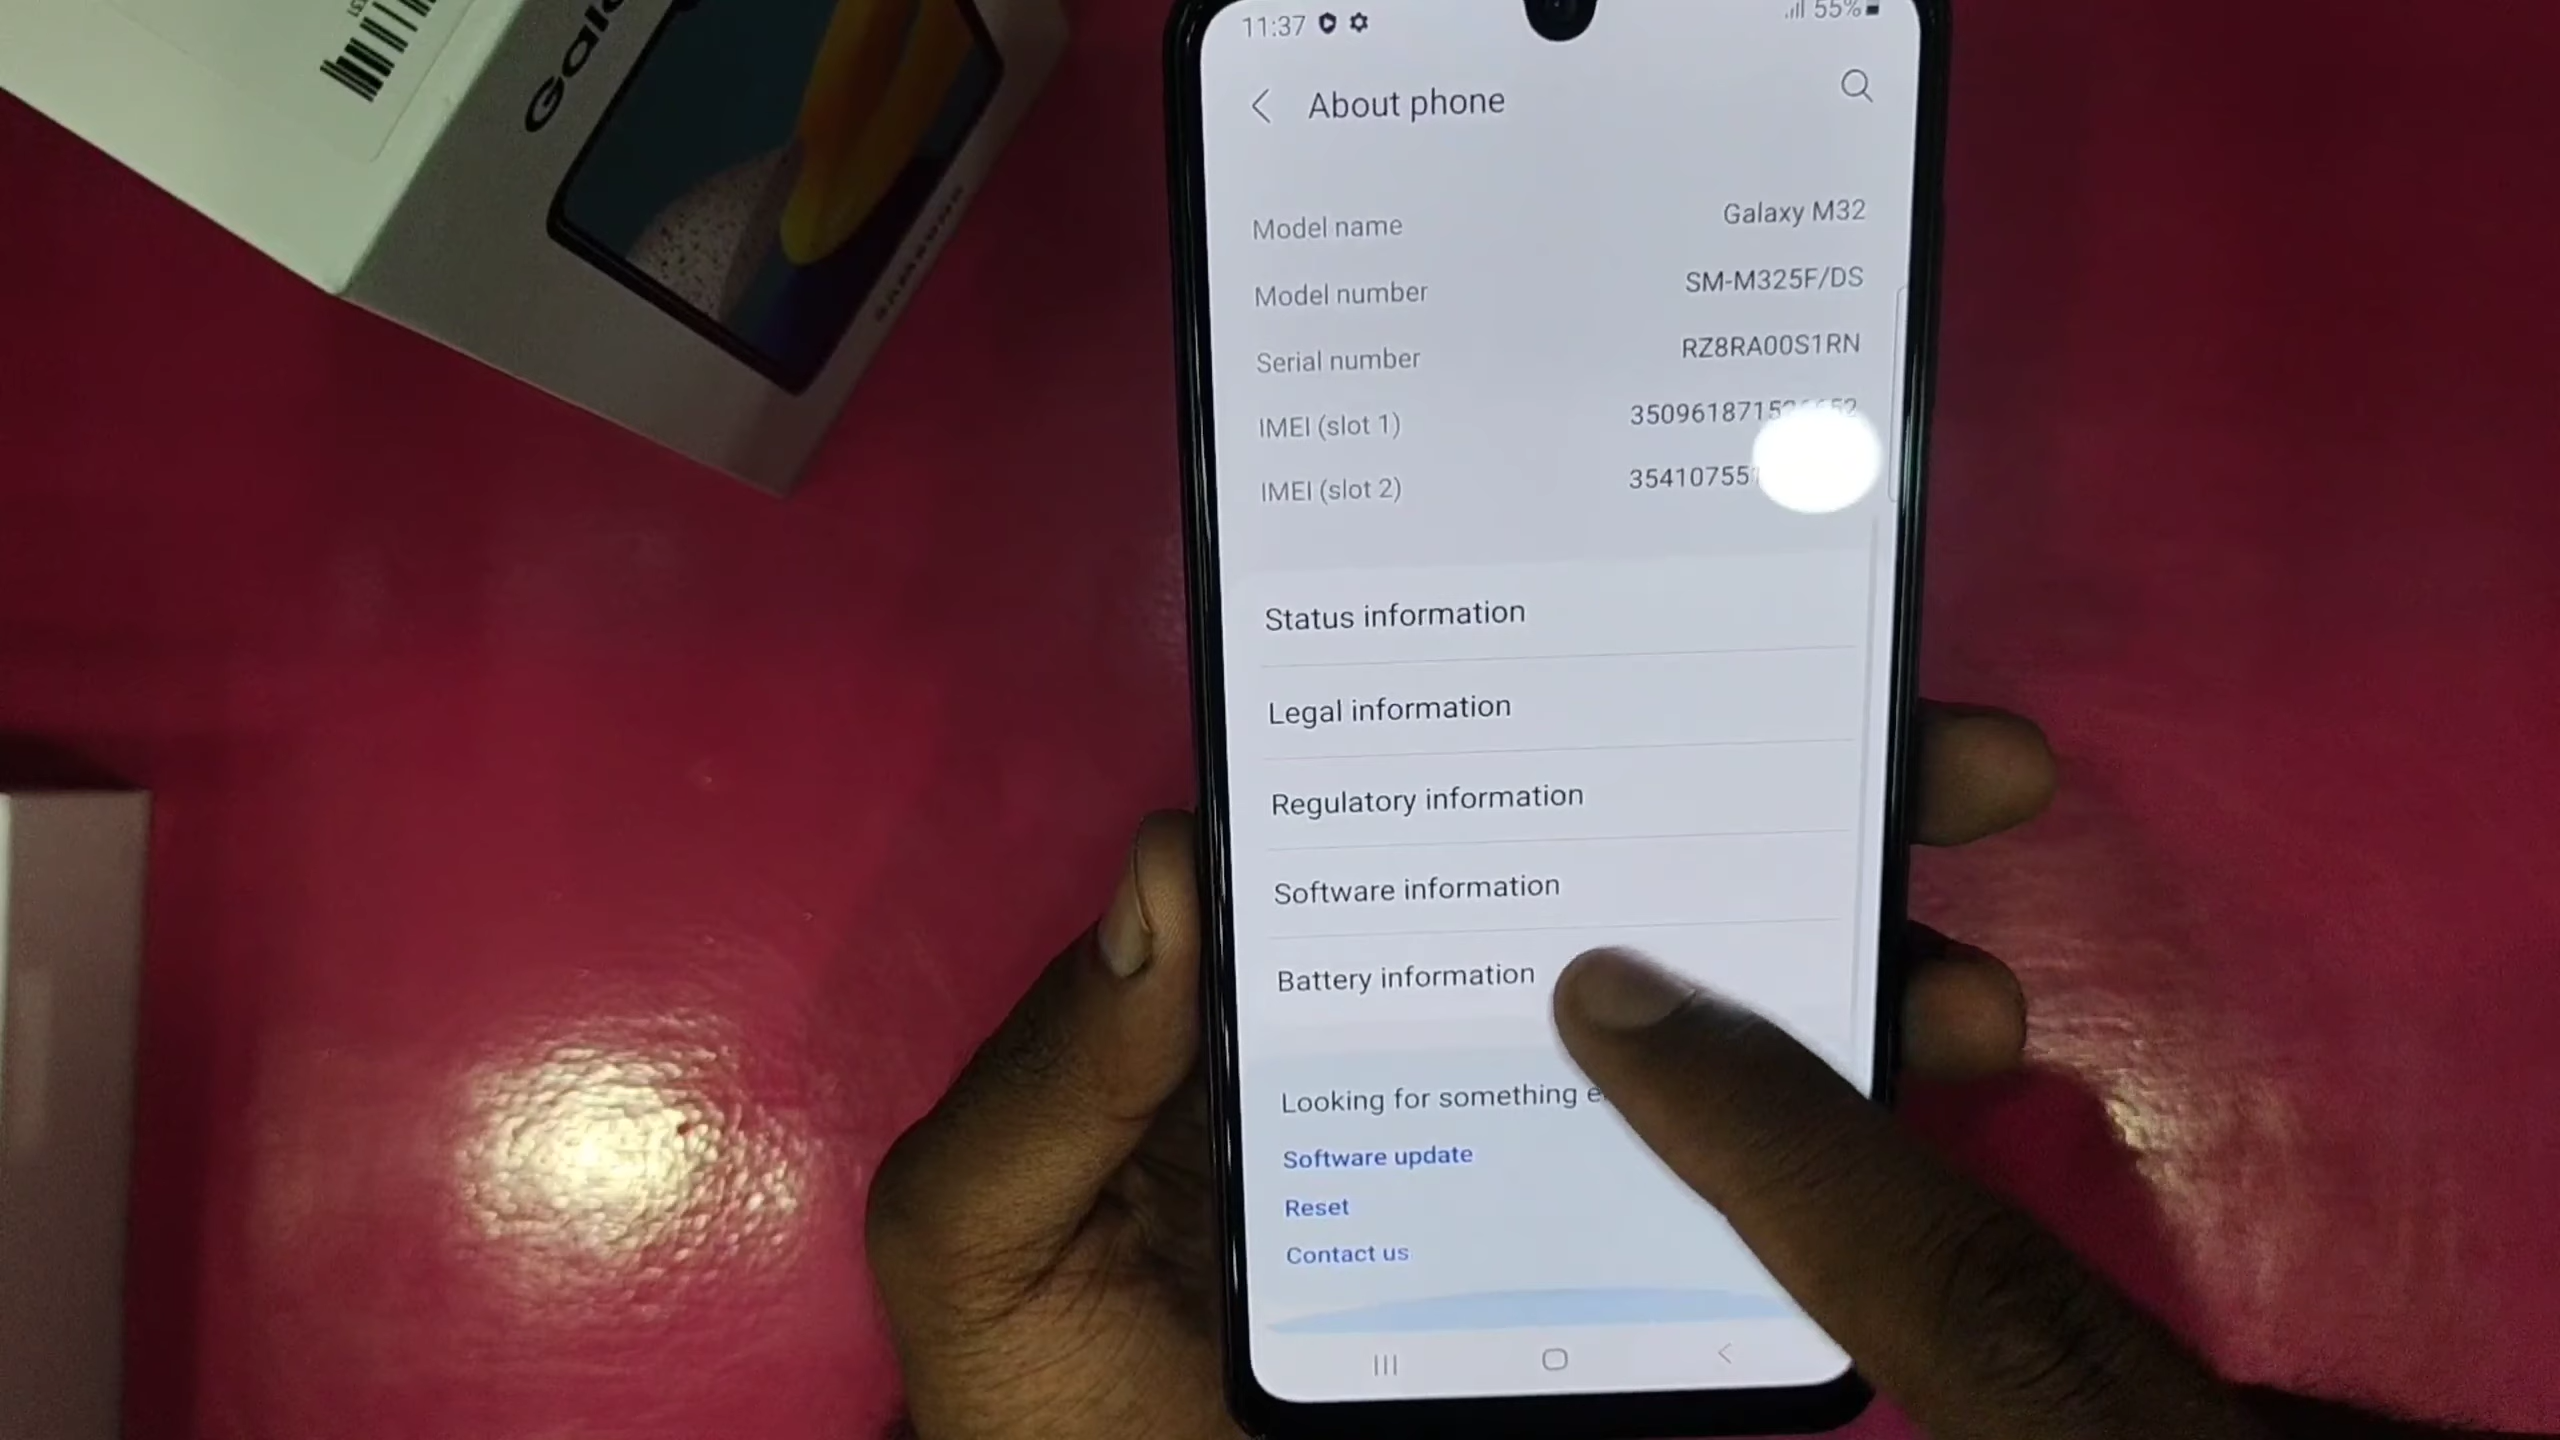 11:37
55%
About phone
Model name Galaxy M32
Model number SM-M325F/DS
Serial number RZ8RA00S1RN
IMEI (slot 1)
IMEI (slot 2)
Status information
Legal information
Regulatory information
Software information
Battery information
Looking for something
Software update
Reset
Contact us
SAMSUNG